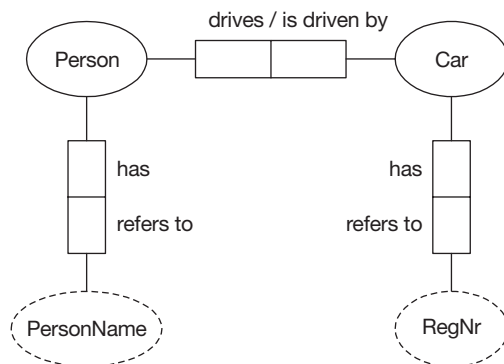 drives / is driven by
Person
Car
has
has
refers to
refers to
PersonName
RegNr